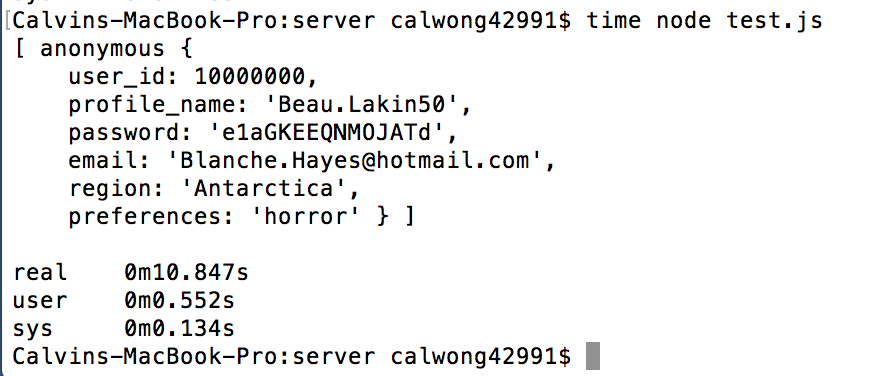 [Calvins-MacBook-Pro:server calwong42991$ time node test.js
[ anonymous {
    user_id: 10000000,
    profile_name: 'Beau.Lakin50',
    password: 'e1aGKEEQNMOJATd',
    email: 'Blanche.Hayes@hotmail.com',
    region: 'Antarctica',
    preferences: 'horror' } ]

real    0m10.847s
user    0m0.552s
sys     0m0.134s
Calvins-MacBook-Pro:server calwong42991$